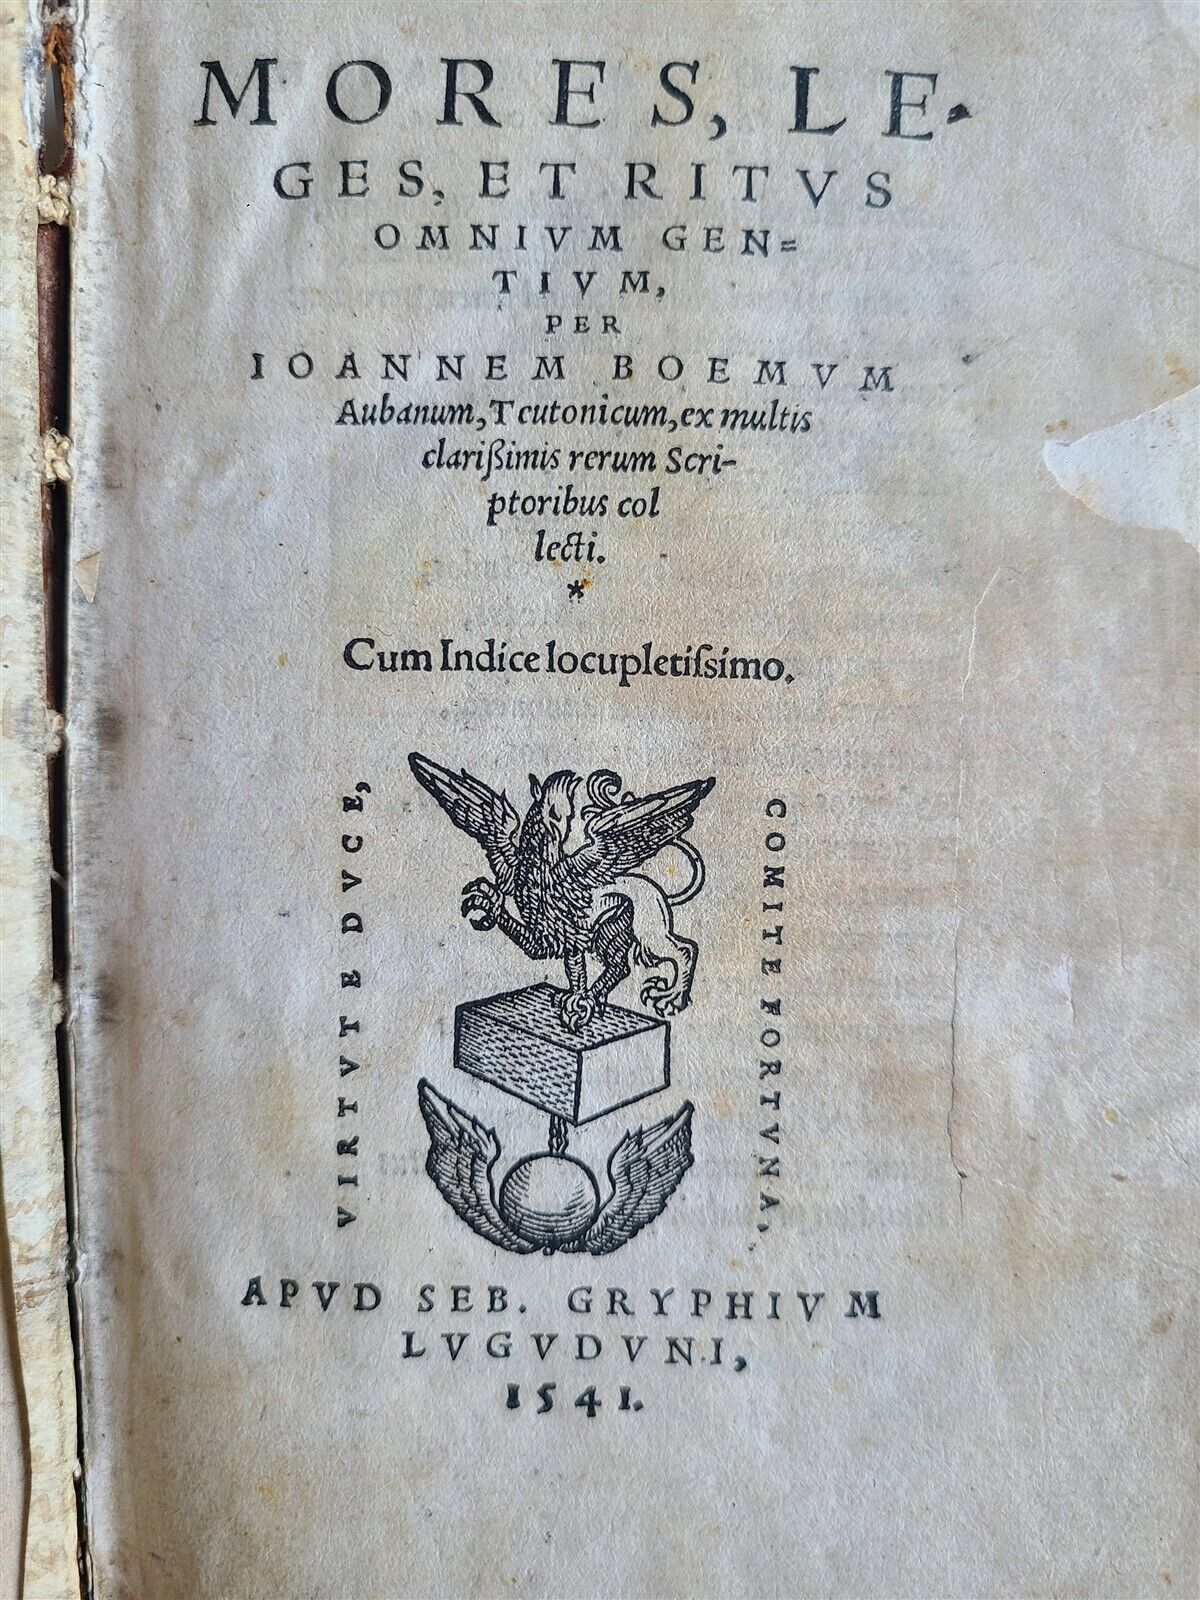 MORES, LE-
GES, ET RITVS
OMNIVM GEN=
TIVM,
PER
IOANNEM BOEMVM
Aubanum, Teutonicum, ex multis
clarißimis rerum Scri-
ptoribus col
lecti.
*
Cum Indice locupletiſsimo.
VIRTVTE DVCE,
COMITE FORTVNA,
APVD SEB. GRYPHIVM
LVGVDVNI,
1541.